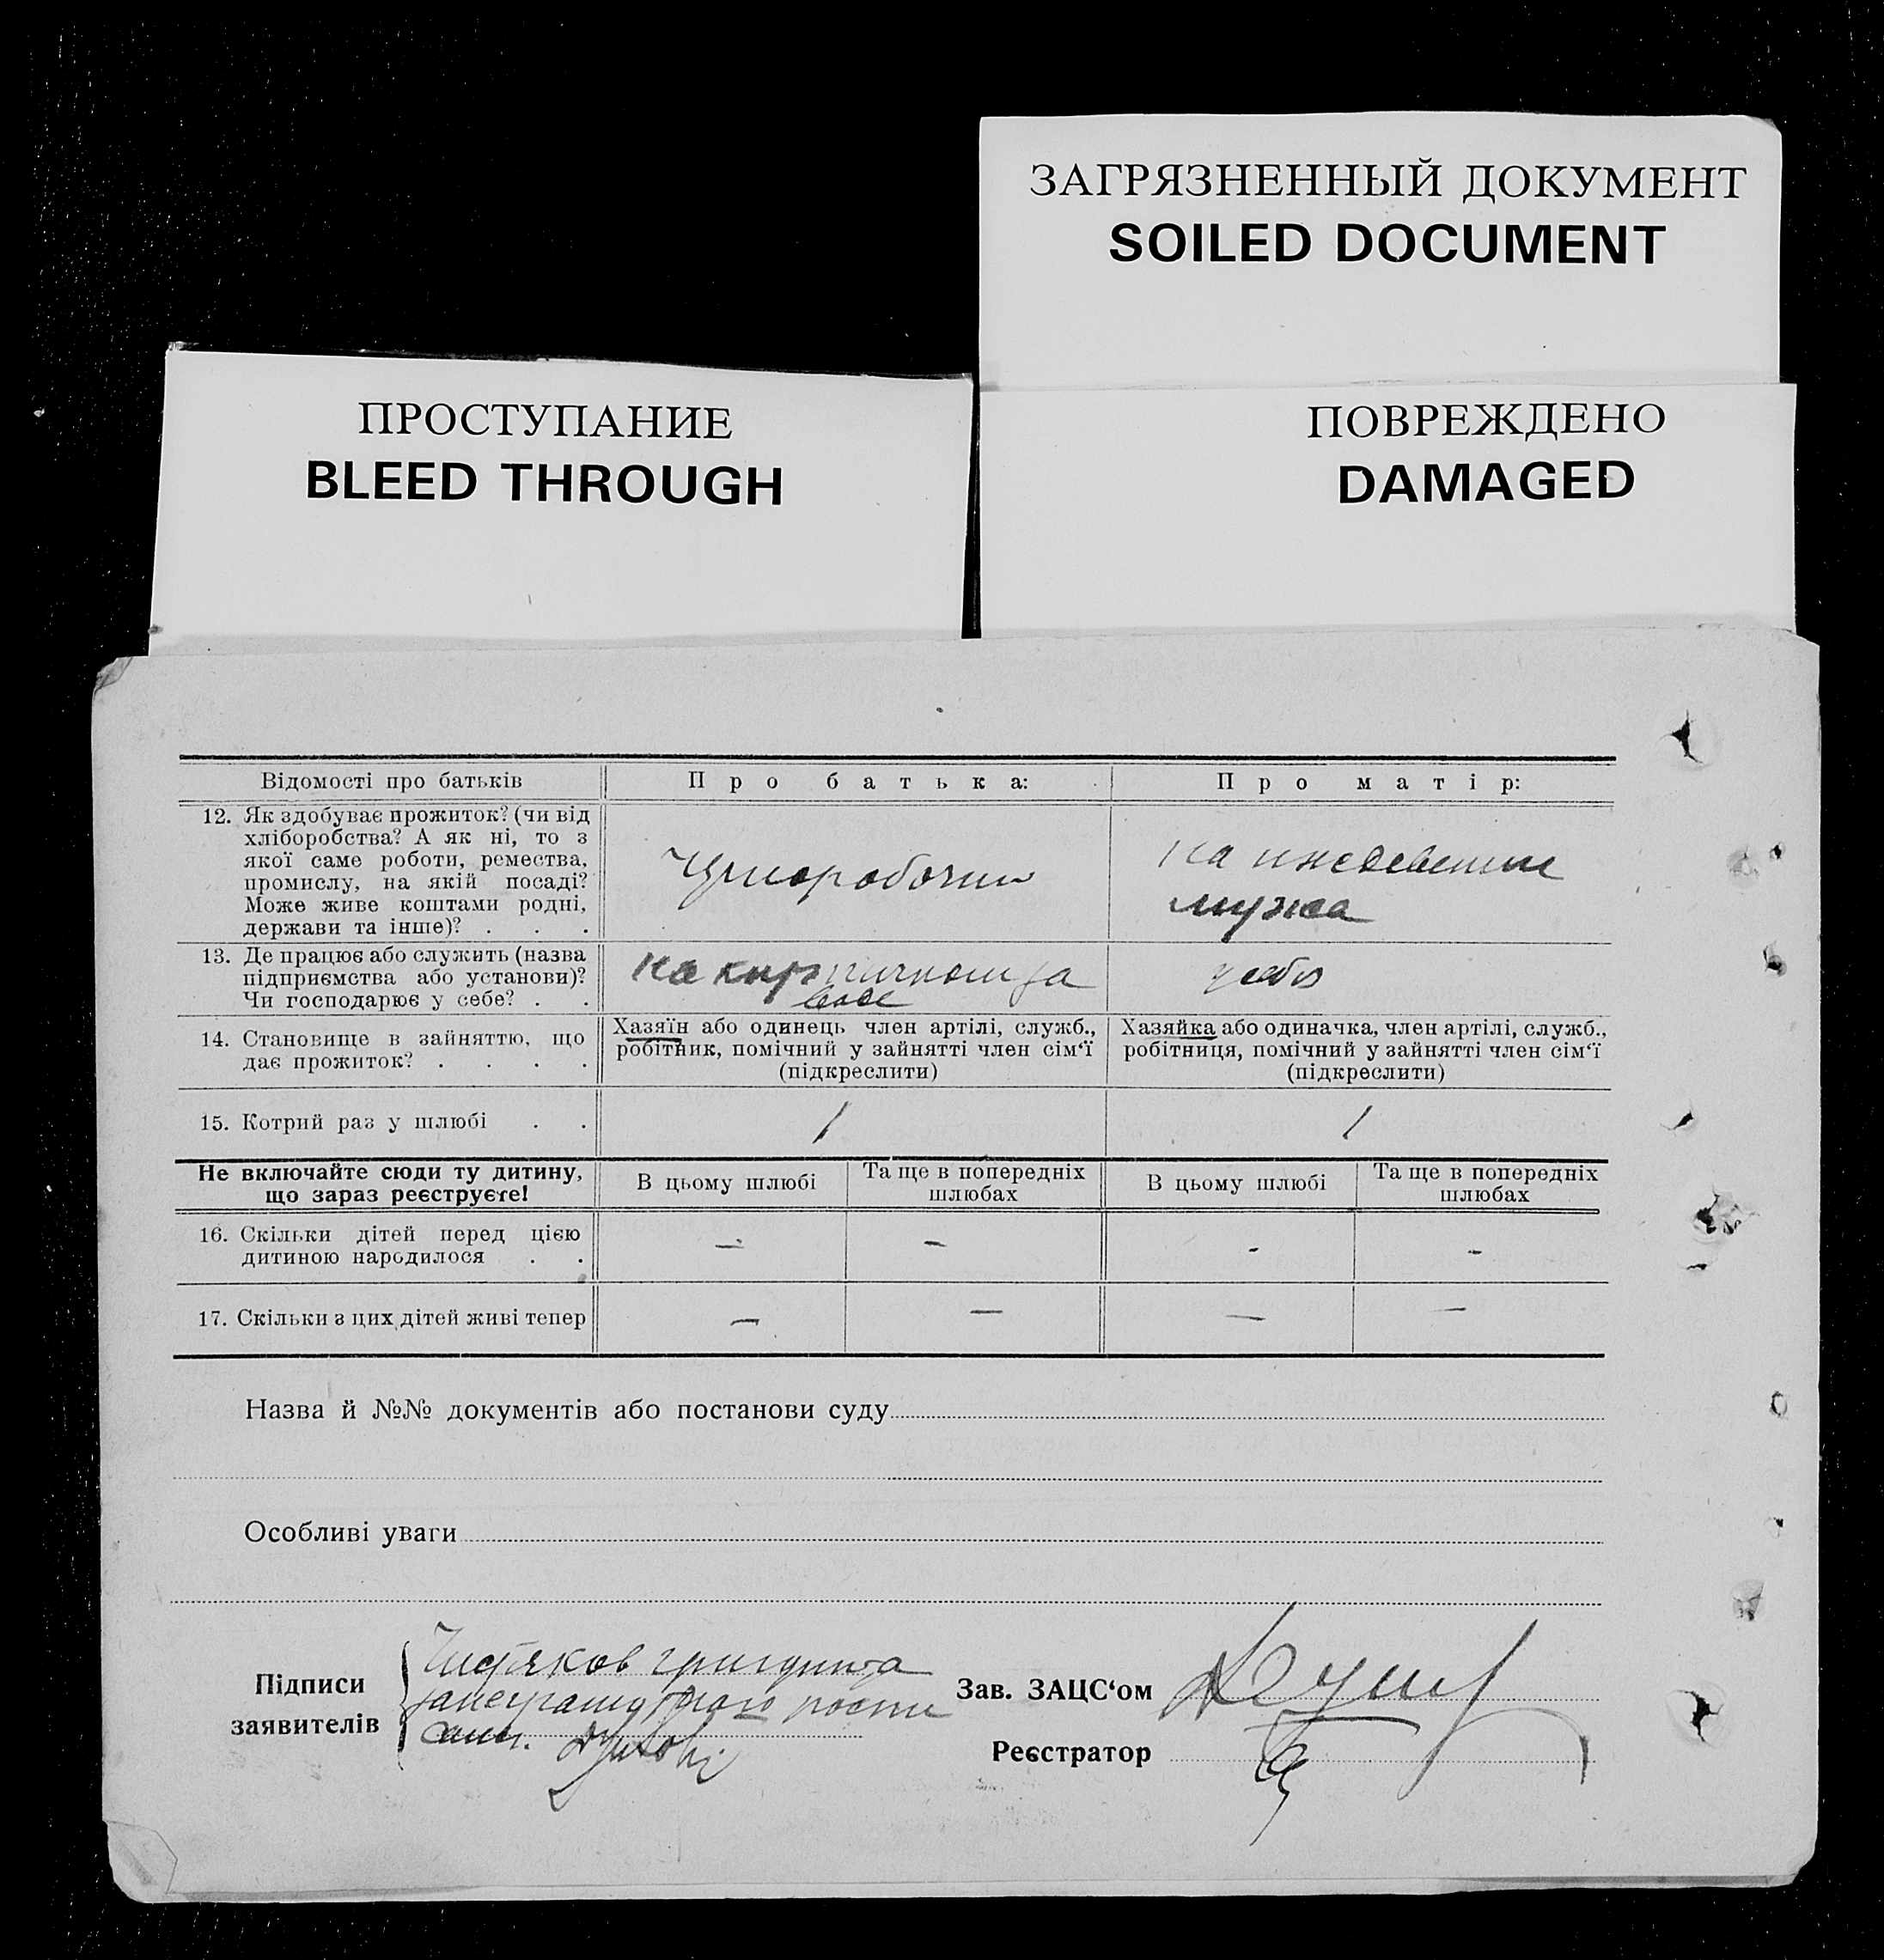 ЗАГРЯЗНЕННЫЙ ДОКУМЕНТ
SOILED DOCUMENT
ПРОСТУПАНИЕ
BLEED THROUGH
ПОВРЕЖДЕНО
DAMAGED
Відомості про батьків
Про батька:
Про матір:
12. Як здобуває прожиток? (чи від
хліборобства? А як ні, то з
якої саме роботи, ремества,
промислу, на якій посаді?
Може живе коштами родні,
держави та інше)? . . .
Чрноробочий
на иждевении
мужа
13. Де працює або служить (назва
підприємства або установи)?
Чи господарює у себе? . .
на кирпичном за
воде
у себя
14. Становище в зайняттю, що
дає прожиток? . . . .
Хазяїн або одинець член артілі, служб.,
робітник, помічний у зайнятті член сім‘ї
(підкреслити)
Хазяйка або одиначка, член артілі, служб.,
робітниця, помічний у зайнятті член сім‘ї
(підкреслити)
15. Котрий раз у шлюбі . .
1
1
Не включайте сюди ту дитину,
що зараз реєструєте!
В цьому шлюбі
Та ще в попередніх
шлюбах
В цьому шлюбі
Та ще в попередніх
шлюбах
16. Скільки дітей перед цією
дитиною народилося . .
— — - -
17. Скільки з цих дітей живі тепер
— — — —
Назва й №№ документів або постанови суду
Особливі уваги
Підписи
заявителів
Зав. ЗАЦС‘ом
Реєстратор